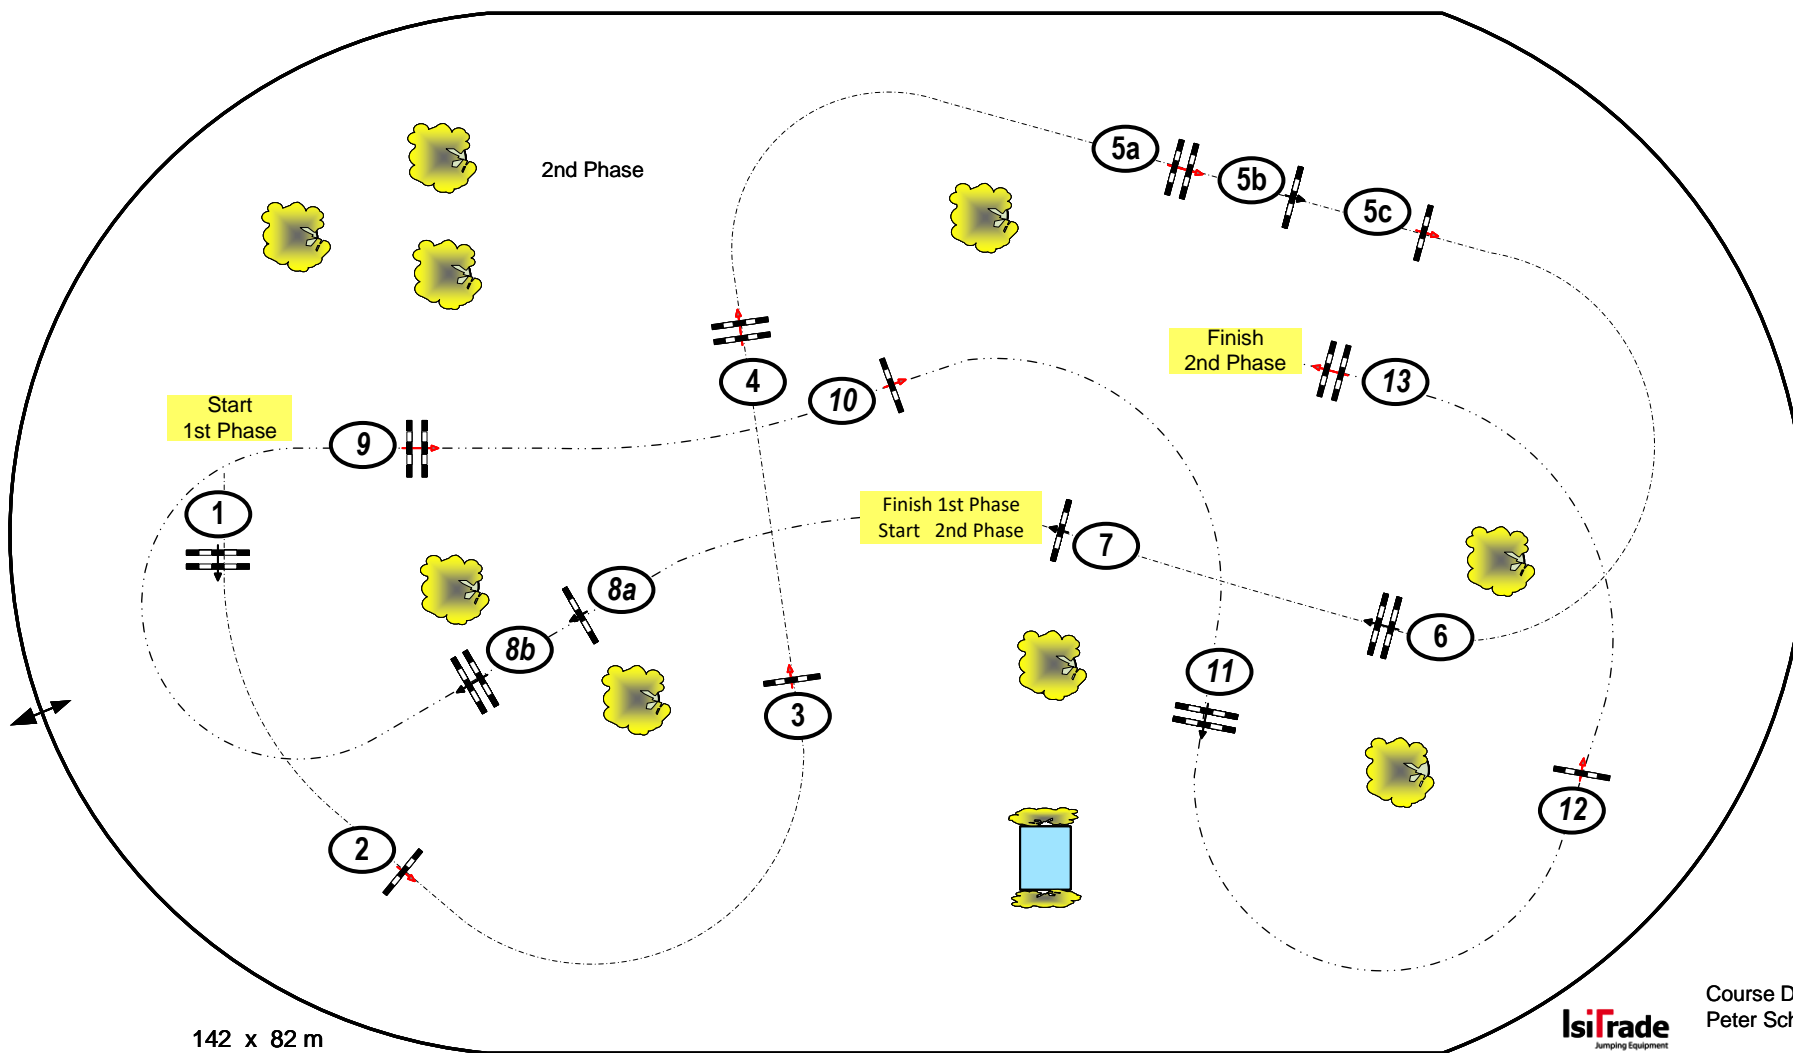 5a
5b
5c
2nd Phase
Finish
2nd Phase
13
4
10
Start
1st Phase
9
1
Finish 1st Phase
Start 2nd Phase
7
8a
6
8b
11
3
12
2
Course D
Peter Sch
IsiTrade
Jumping Equipment
142 x 82 m